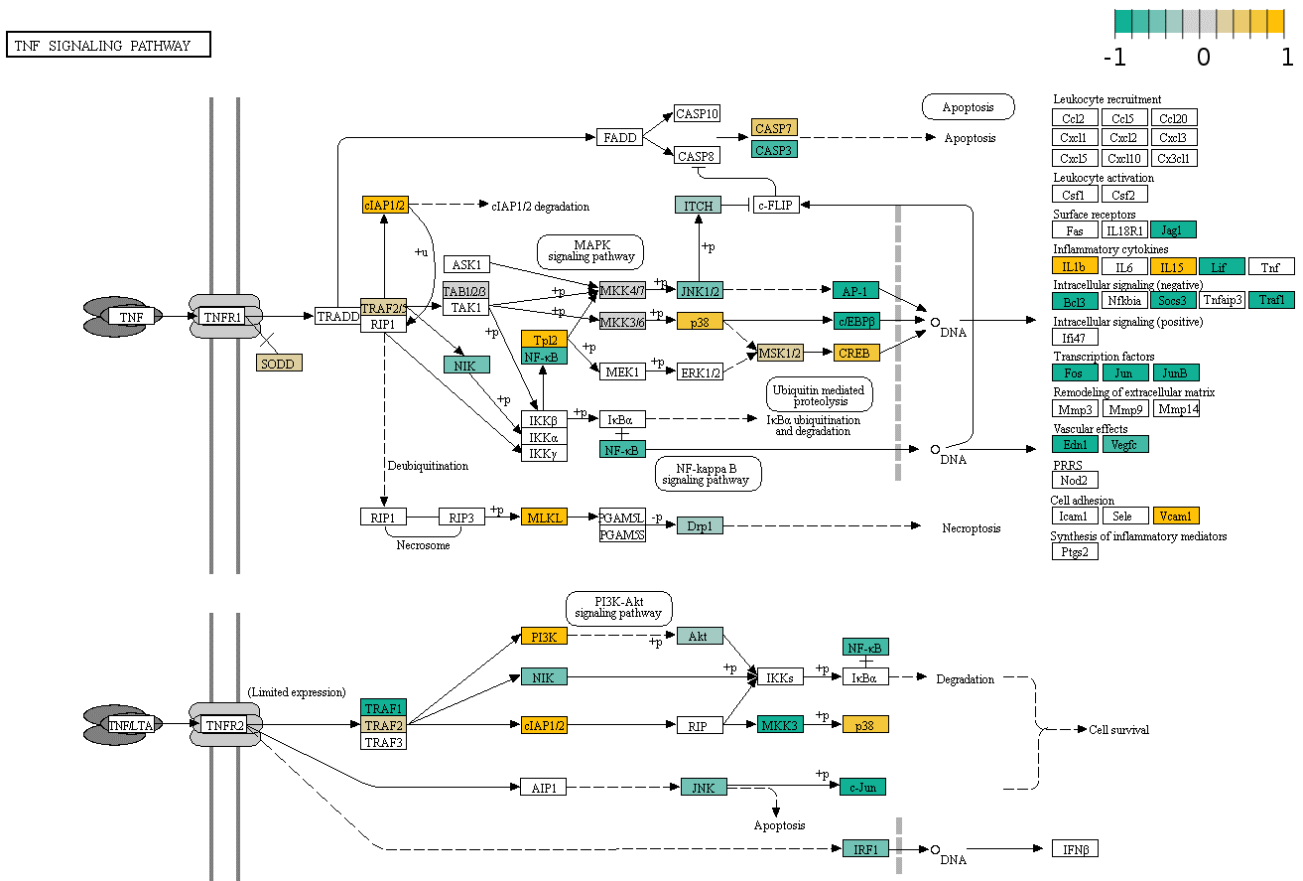 -1 0 1
TNF SIGNALING PATHWAY
Apoptosis
CASP10
FADD
CASP7
Apoptosis
CASP8
CASP3
cIAP1/2
cIAP1/2 degradation
ITCH
c-FLIP
+u
+p
MAPK
signaling pathway
ASK1
+p
TAB1/2/3
TAK1
+p
MKK4/7
+p
JNK1/2
AP-1
TNF
TNFR1
TRADD
TRAF2/5
RIP1
+p
MKK3/6
+p
p38
c/EBPβ
DNA
SODD
+p
Tpl2
NF-κB
+p
MSK1/2
CREB
NIK
MEK1
ERK1/2
+p
Ubiquitin mediated
proteolysis
IKKβ
IKKα
IKKγ
+p
IκBα
IκBα ubiquitination
and degradation
NF-κB
DNA
NF-kappa B
signaling pathway
Deubiquitination
RIP1
RIP3
+p
MLKL
PGAM5L
PGAM5S
-p
Drp1
Necroptosis
Necrosome
Leukocyte recruitment
Ccl2 Ccl5 Ccl20
Cxcl1 Cxcl2 Cxcl3
Cxcl5 Cxcl10 Cx3cl1
Leukocyte activation
Csf1 Csf2
Surface receptors
Fas IL18R1 Jag1
Inflammatory cytokines
IL1b IL6 IL15 Lif Tnf
Intracellular signaling (negative)
Bcl3 Nfkbia Socs3 Tnfaip3 Traf1
Intracellular signaling (positive)
Ifi47
Transcription factors
Fos Jun JunB
Remodeling of extracellular matrix
Mmp3 Mmp9 Mmp14
Vascular effects
Edn1 Vegfc
PRRS
Nod2
Cell adhesion
Icam1 Sele Vcam1
Synthesis of inflammatory mediators
Ptgs2
PI3K-Akt
signaling pathway
PI3K
+p
Akt
NF-κB
NIK
+p
IKKs
+p
IκBα
Degradation
(Limited expression)
TNF/LTA
TNFR2
TRAF1
TRAF2
TRAF3
cIAP1/2
RIP
MKK3
+p
p38
Cell survival
AIP1
JNK
+p
c-Jun
Apoptosis
IRF1
DNA
IFNβ